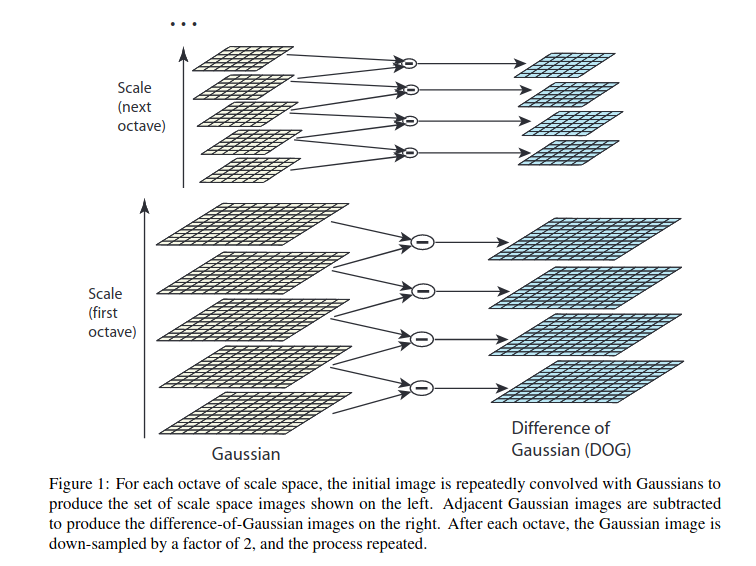 ...
Scale
(next
octave)
Scale
(first
octave)
Gaussian
Difference of
Gaussian (DOG)
Figure 1: For each octave of scale space, the initial image is repeatedly convolved with Gaussians to
produce the set of scale space images shown on the left. Adjacent Gaussian images are subtracted
to produce the difference-of-Gaussian images on the right. After each octave, the Gaussian image is
down-sampled by a factor of 2, and the process repeated.